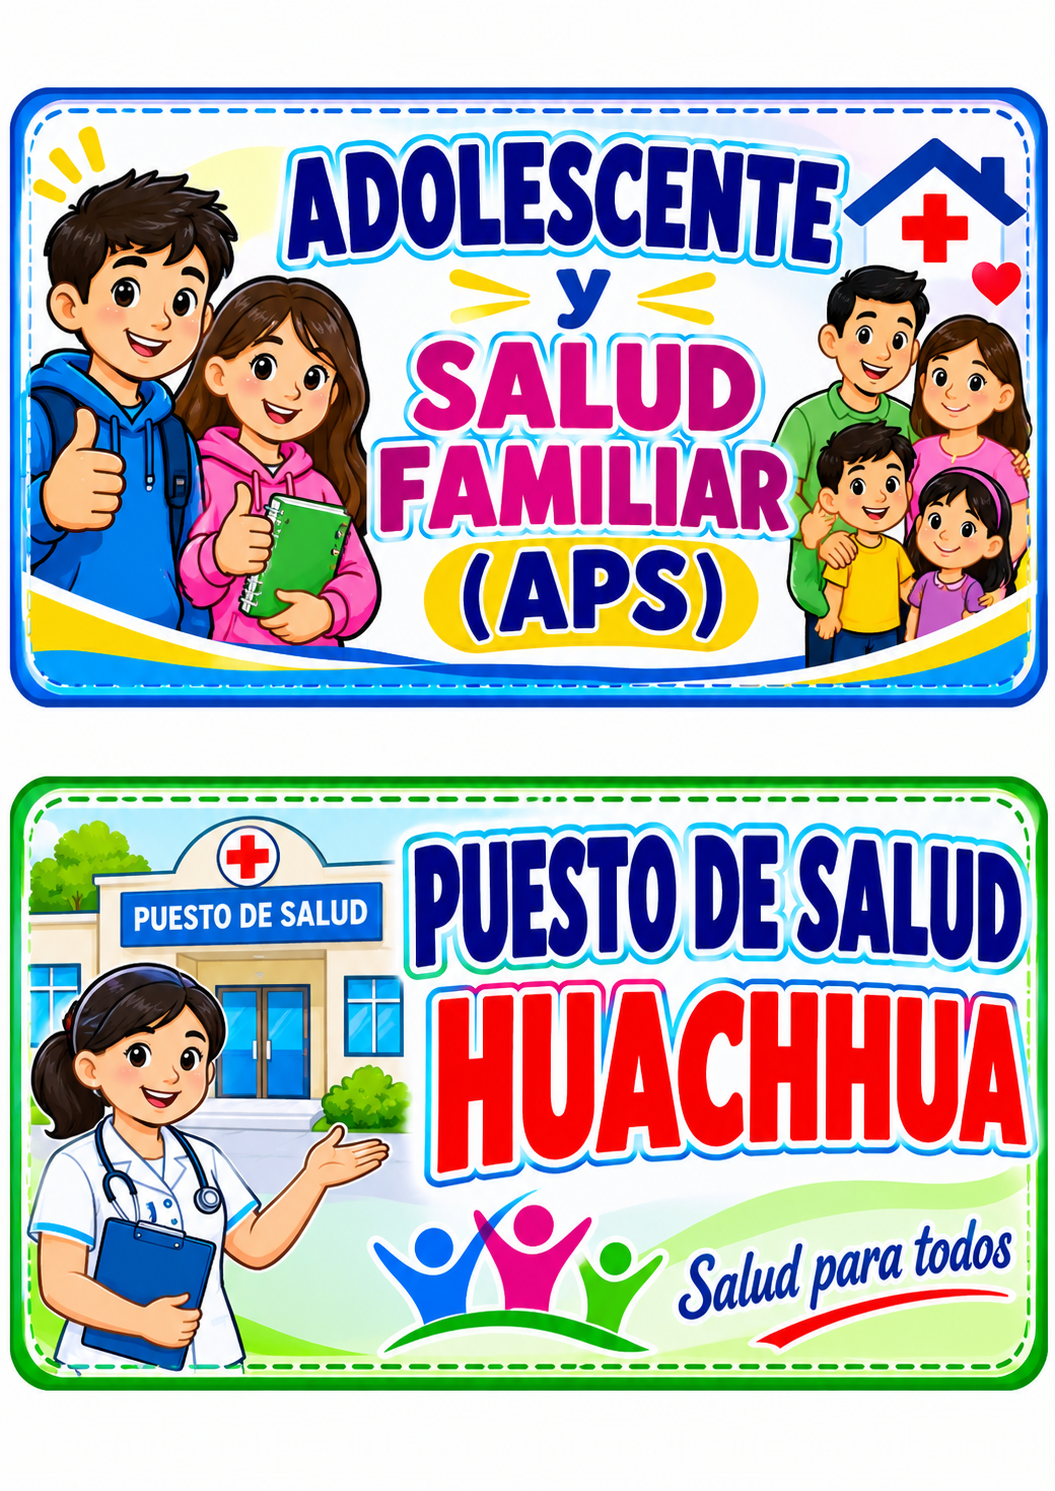 ADOLESCENTE
y
SALUD
FAMILIAR
(APS)
PUESTO DE SALUD
PUESTO DE SALUD
HUACHHUA
Salud para todos